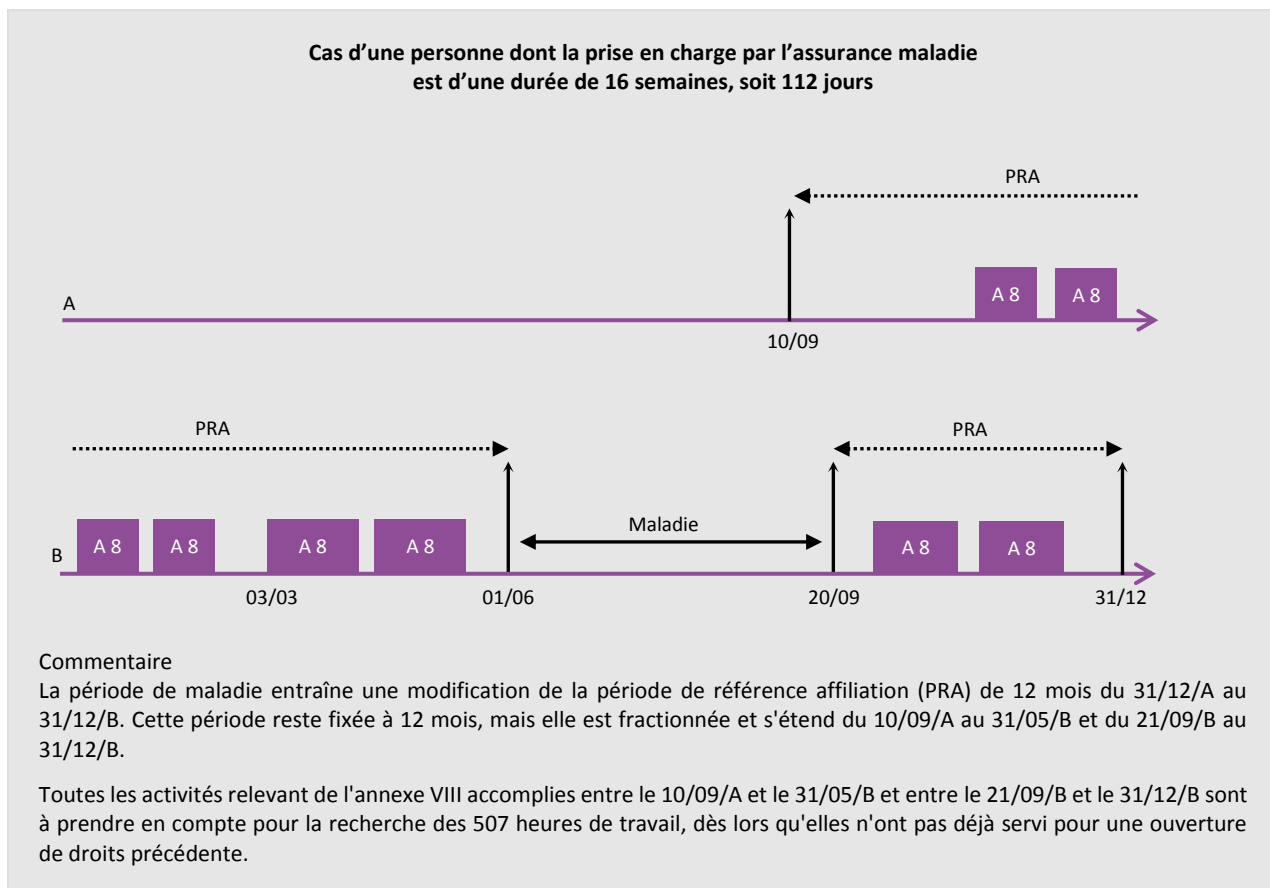 Cas d’une personne dont la prise en charge par l’assurance maladie
est d’une durée de 16 semaines, soit 112 jours
PRA
A 8 A 8
A
10/09
PRA PRA
Maladie
A 8 A 8 A 8 A 8 A 8 A 8
B
03/03 01/06 20/09 31/12
Commentaire
La période de maladie entraîne une modification de la période de référence affiliation (PRA) de 12 mois du 31/12/A au
31/12/B. Cette période reste fixée à 12 mois, mais elle est fractionnée et s'étend du 10/09/A au 31/05/B et du 21/09/B au
31/12/B.
Toutes les activités relevant de l'annexe VIII accomplies entre le 10/09/A et le 31/05/B et entre le 21/09/B et le 31/12/B sont
à prendre en compte pour la recherche des 507 heures de travail, dès lors qu'elles n'ont pas déjà servi pour une ouverture
de droits précédente.